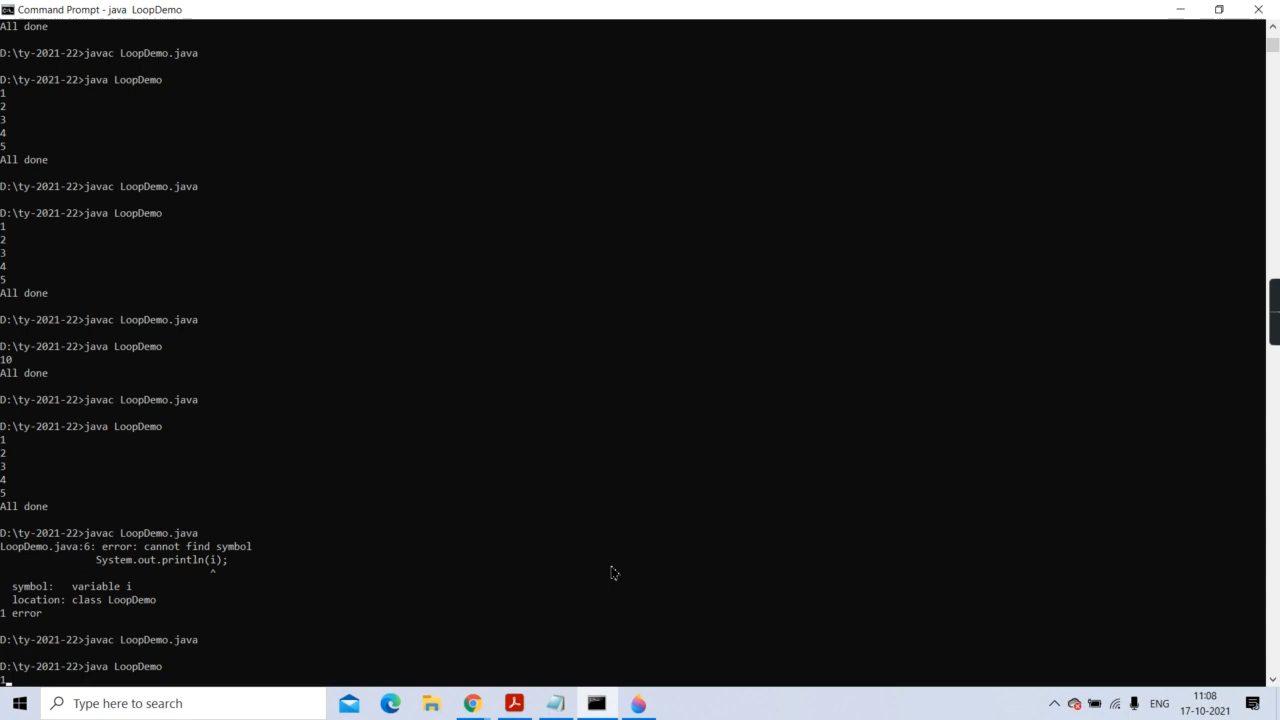 Command Prompt - java  LoopDemo
All done
D:\ty-2021-22>javac LoopDemo.java
D:\ty-2021-22>java LoopDemo
1
2
3
4
5
All done
D:\ty-2021-22>javac LoopDemo.java
D:\ty-2021-22>java LoopDemo
1
2
3
4
5
All done
D:\ty-2021-22>javac LoopDemo.java
D:\ty-2021-22>java LoopDemo
10
All done
D:\ty-2021-22>javac LoopDemo.java
D:\ty-2021-22>java LoopDemo
1
2
3
4
5
All done
D:\ty-2021-22>javac LoopDemo.java
LoopDemo.java:6: error: cannot find symbol
System.out.println(i);
^
symbol:   variable i
location: class LoopDemo
1 error
D:\ty-2021-22>javac LoopDemo.java
D:\ty-2021-22>java LoopDemo
1
Type here to search
ENG
11:08
17-10-2021